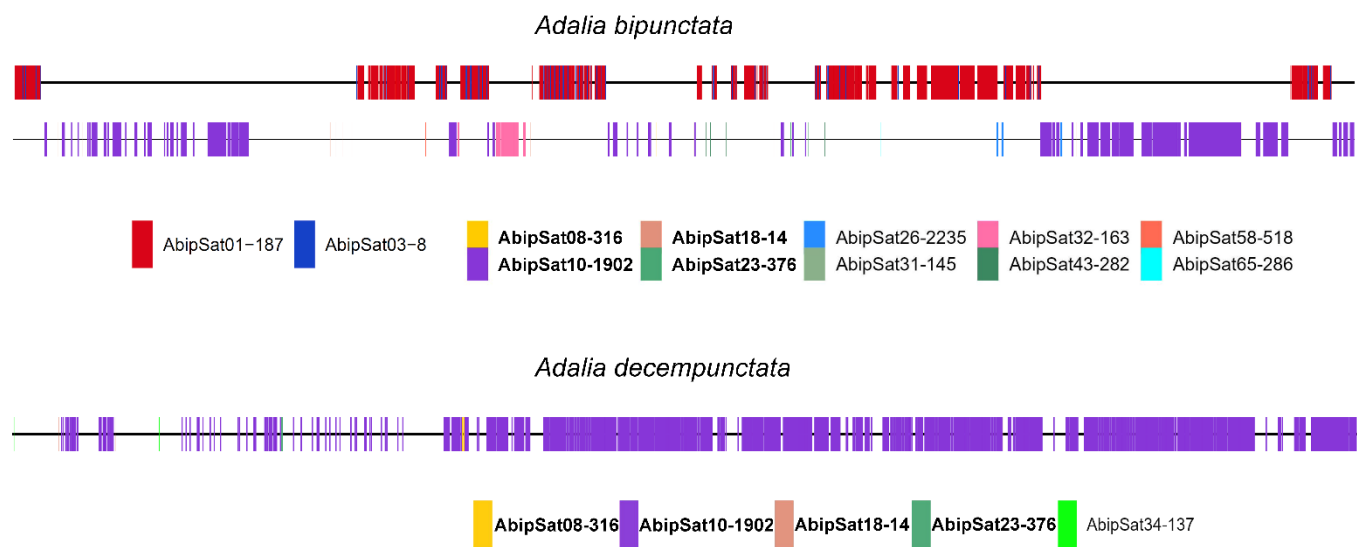 Adalia bipunctata
AbipSat01−187 AbipSat03−8 AbipSat08-316 AbipSat18-14 AbipSat26-2235 AbipSat32-163 AbipSat58-518
AbipSat10-1902 AbipSat23-376 AbipSat31-145 AbipSat43-282 AbipSat65-286
Adalia decempunctata
AbipSat08-316 AbipSat10-1902 AbipSat18-14 AbipSat23-376 AbipSat34-137